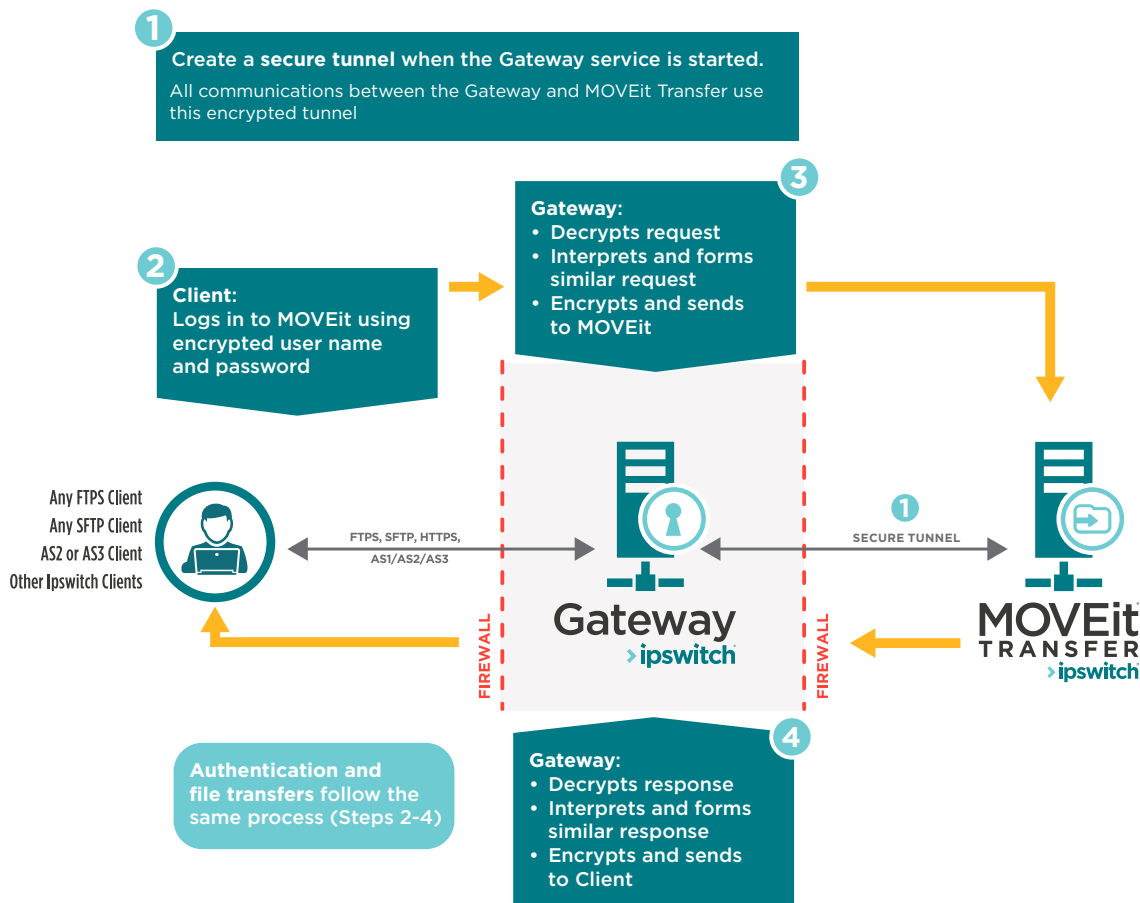 1
Create a secure tunnel when the Gateway service is started.
All communications between the Gateway and MOVEit Transfer use
this encrypted tunnel
2
Client:
Logs in to MOVEit using
encrypted user name
and password
3
Gateway:
• Decrypts request
• Interprets and forms
similar request
• Encrypts and sends
to MOVEit
Any FTPS Client
Any SFTP Client
AS2 or AS3 Client
Other Ipswitch Clients
FTPS, SFTP, HTTPS,
AS1/AS2/AS3
1
SECURE TUNNEL
FIREWALL
Gateway
ipswitch
FIREWALL
MOVEit
TRANSFER
ipswitch
Authentication and
file transfers follow the
same process (Steps 2-4)
4
Gateway:
• Decrypts response
• Interprets and forms
similar response
• Encrypts and sends
to Client